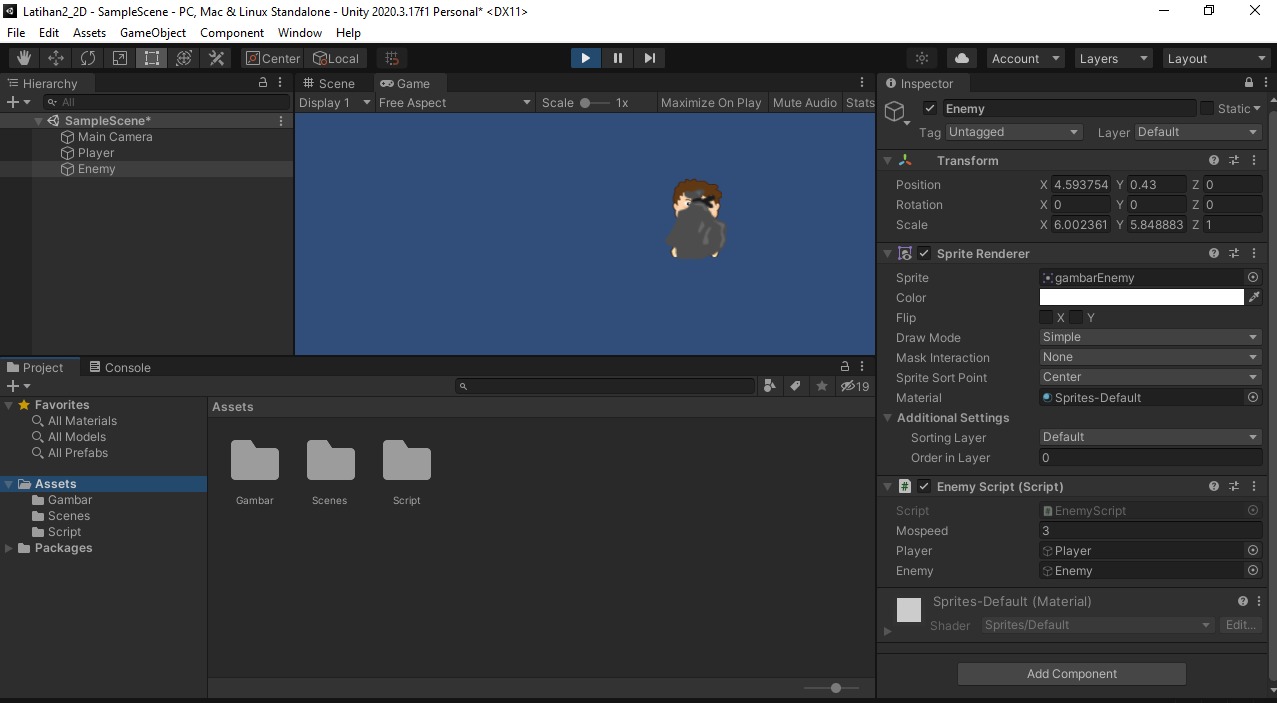 Latihan2_2D - SampleScene - PC, Mac & Linux Standalone - Unity 2020.3.17f1 Personal* <DX11>
File Edit Assets GameObject Component Window Help
Center Local Account Layers Layout
Hierarchy
All
SampleScene*
Main Camera
Player
Enemy
Scene Game
Display 1 Free Aspect Scale 1x Maximize On Play Mute Audio Stats
Project Console
19
Favorites
All Materials
All Models
All Prefabs
Assets
Gambar
Scenes
Script
Packages
Assets
Gambar Scenes Script
Inspector
Enemy Static
Tag Untagged Layer Default
Transform
Position X 4.593754 Y 0.43 Z 0
Rotation X 0 Y 0 Z 0
Scale X 6.002361 Y 5.848883 Z 1
Sprite Renderer
Sprite gambarEnemy
Color
Flip X Y
Draw Mode Simple
Mask Interaction None
Sprite Sort Point Center
Material Sprites-Default
Additional Settings
Sorting Layer Default
Order in Layer 0
# Enemy Script (Script)
Script EnemyScript
Mospeed 3
Player Player
Enemy Enemy
Sprites-Default (Material)
Shader Sprites/Default Edit...
Add Component